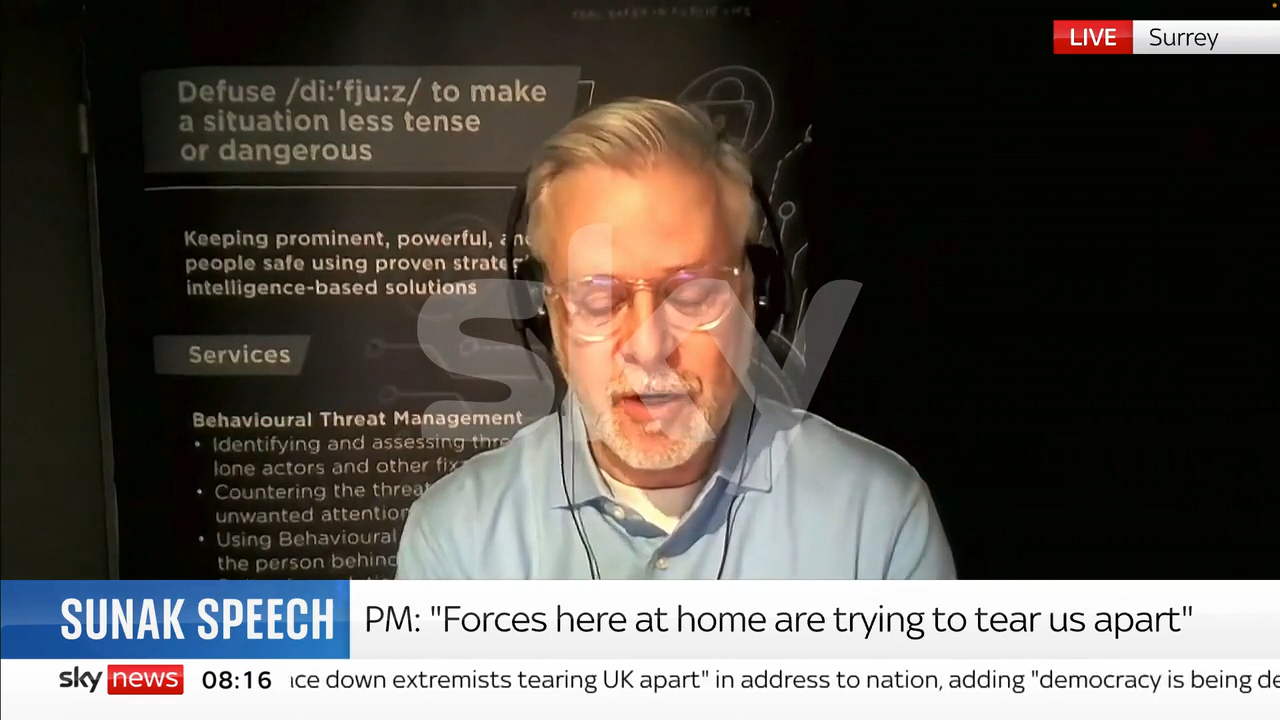 LIVE Surrey
Defuse /di:'fju:z/ to make
a situation less tense
or dangerous
Keeping prominent, powerful,
people safe using proven
intelligence-based solutions
Services
Behavioural Threat Management
• Identifying and assessing
lone actors and other
• Countering the
unwanted
• Using Behavioural
the person
sky
SUNAK SPEECH
PM: "Forces here at home are trying to tear us apart"
sky news 08:16 down extremists tearing UK apart" in address to nation, adding "democracy is being